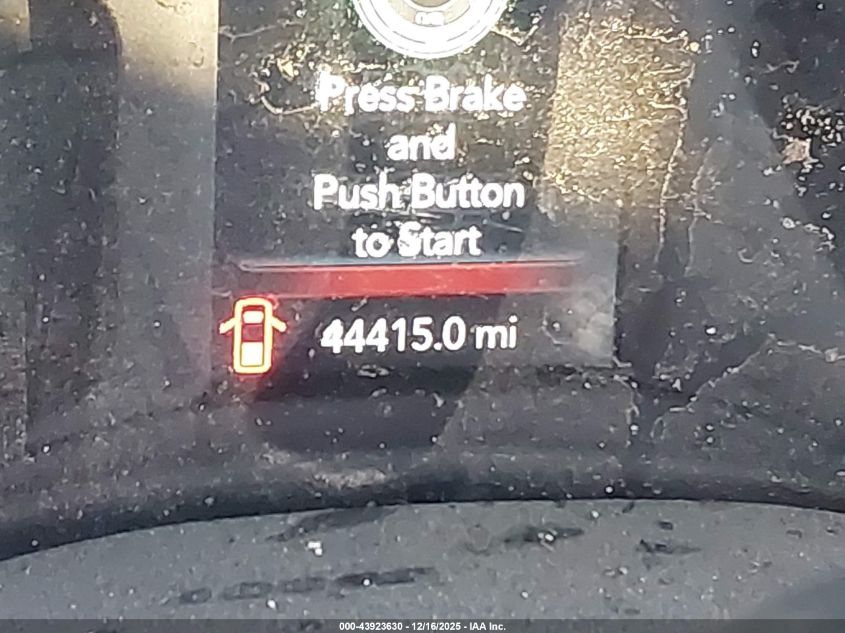 Press Brake
and
Push Button
to Start
44415.0 mi
000-43923630 - 12/16/2025 - IAA Inc.